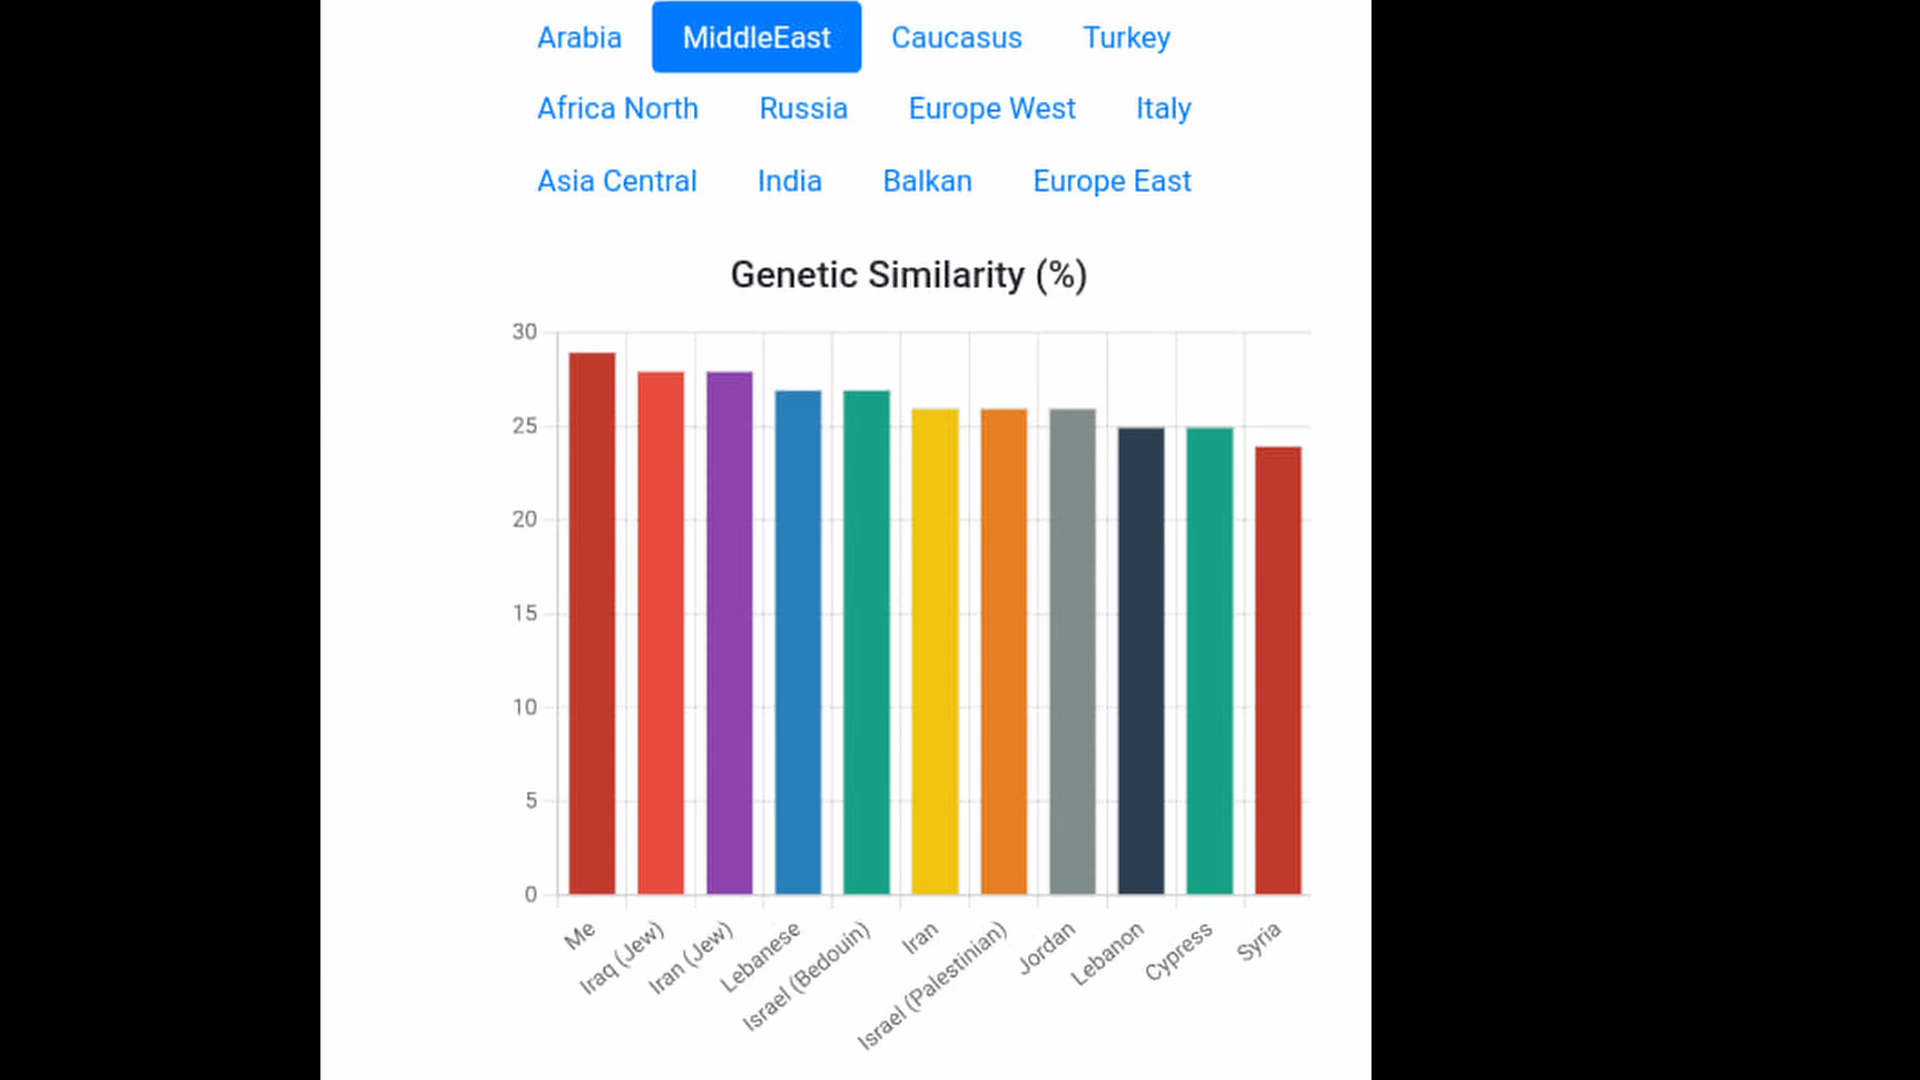 Arabia MiddleEast Caucasus Turkey
Africa North Russia Europe West Italy
Asia Central India Balkan Europe East
Genetic Similarity (%)
30
25
20
15
10
5
0
Me Iraq (Jew) Iran (Jew) Lebanese Israel (Bedouin) Iran Israel (Palestinian) Jordan Lebanon Cypress Syria